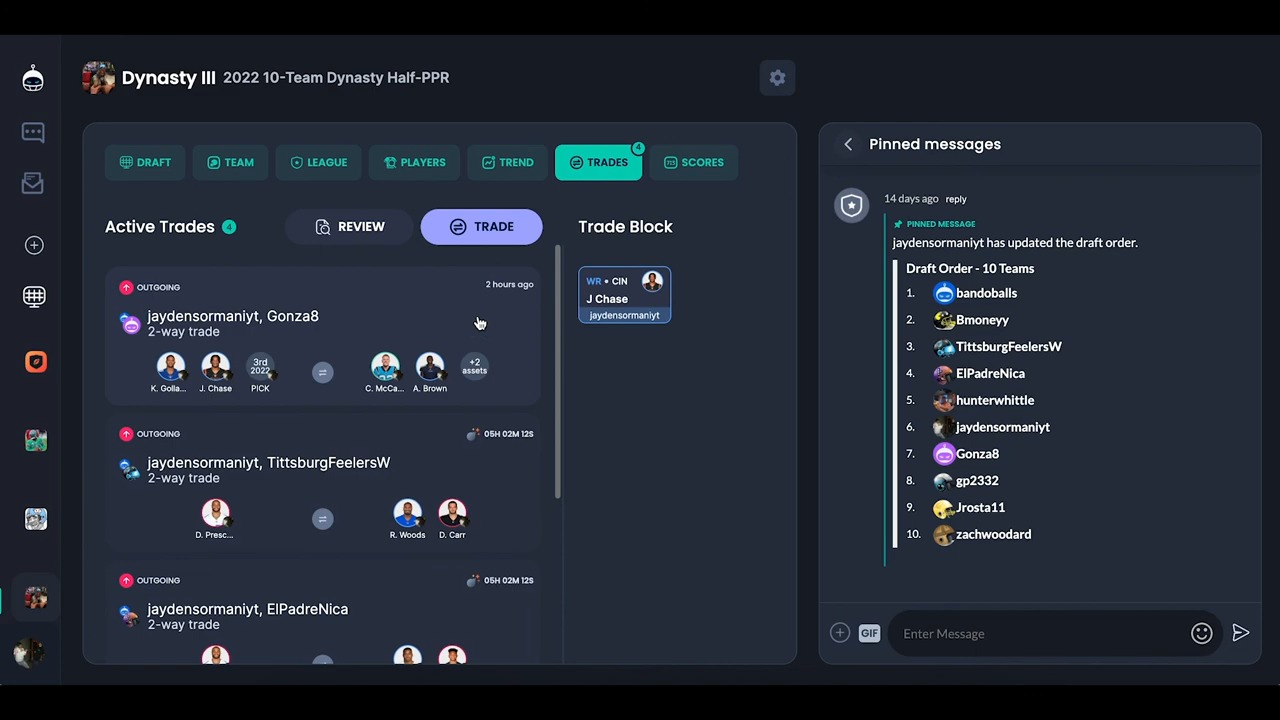 Dynasty III 2022 10-Team Dynasty Half-PPR
DRAFT TEAM LEAGUE PLAYERS TREND TRADES 4 SCORES
Active Trades 4 REVIEW TRADE
OUTGOING 2 hours ago
jaydensormaniyt, Gonza8
2-way trade
3rd
2022
+2
assets
K. Golla... J. Chase PICK C. McCa... A. Brown
OUTGOING 05H 02M 12S
jaydensormaniyt, TittsburgFeelersW
2-way trade
D. Presc... R. Woods D. Carr
OUTGOING 05H 02M 12S
jaydensormaniyt, ElPadreNica
2-way trade
Trade Block
WR • CIN
J Chase
jaydensormaniyt
Pinned messages
14 days ago reply
PINNED MESSAGE
jaydensormaniyt has updated the draft order.
Draft Order - 10 Teams
1. bandoballs
2. Bmoneyy
3. TittsburgFeelersW
4. ElPadreNica
5. hunterwhittle
6. jaydensormaniyt
7. Gonza8
8. gp2332
9. Jrosta11
10. zachwoodard
GIF Enter Message